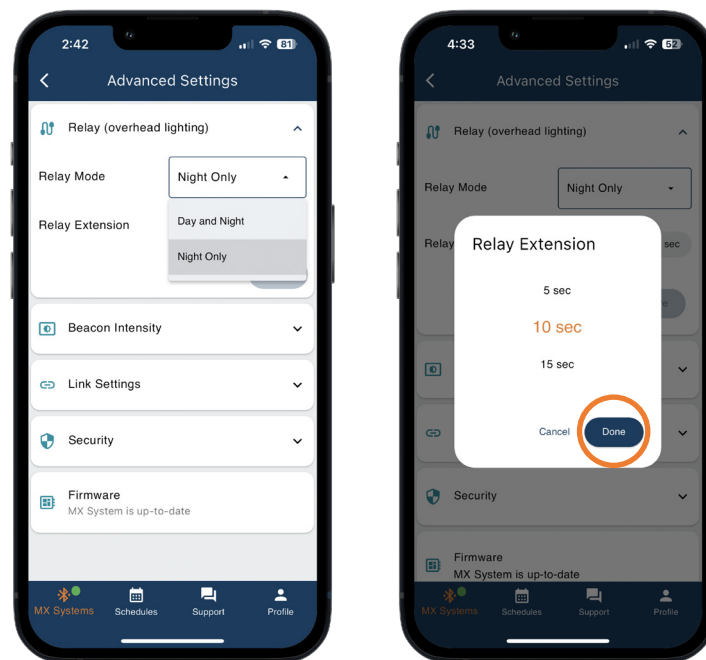 2:42
81
Advanced Settings
Relay (overhead lighting)
Relay Mode
Night Only
Day and Night
Relay Extension
Night Only
Beacon Intensity
Link Settings
Security
Firmware
MX System is up-to-date
MX Systems
Schedules
Support
Profile
4:33
52
Advanced Settings
Relay (overhead lighting)
Relay Mode
Night Only
Relay
sec
Relay Extension
5 sec
10 sec
15 sec
Cancel
Done
Security
Firmware
MX System is up-to-date
MX Systems
Schedules
Support
Profile